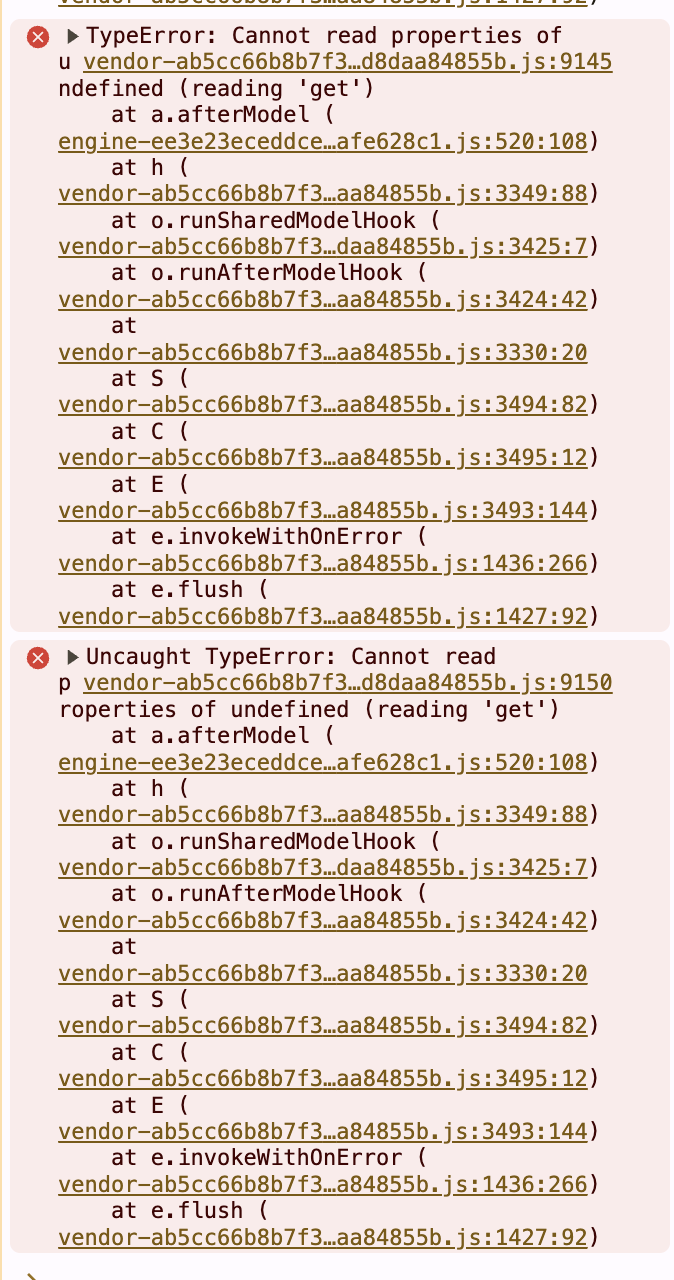 TypeError: Cannot read properties of
u vendor-ab5cc66b8b7f3…d8daa84855b.js:9145
ndefined (reading 'get')
at a.afterModel (
engine-ee3e23eceddce…afe628c1.js:520:108)
at h (
vendor-ab5cc66b8b7f3…aa84855b.js:3349:88)
at o.runSharedModelHook (
vendor-ab5cc66b8b7f3…daa84855b.js:3425:7)
at o.runAfterModelHook (
vendor-ab5cc66b8b7f3…aa84855b.js:3424:42)
at
vendor-ab5cc66b8b7f3…aa84855b.js:3330:20
at S (
vendor-ab5cc66b8b7f3…aa84855b.js:3494:82)
at C (
vendor-ab5cc66b8b7f3…aa84855b.js:3495:12)
at E (
vendor-ab5cc66b8b7f3…a84855b.js:3493:144)
at e.invokeWithOnError (
vendor-ab5cc66b8b7f3…a84855b.js:1436:266)
at e.flush (
vendor-ab5cc66b8b7f3…aa84855b.js:1427:92)
Uncaught TypeError: Cannot read
p vendor-ab5cc66b8b7f3…d8daa84855b.js:9150
roperties of undefined (reading 'get')
at a.afterModel (
engine-ee3e23eceddce…afe628c1.js:520:108)
at h (
vendor-ab5cc66b8b7f3…aa84855b.js:3349:88)
at o.runSharedModelHook (
vendor-ab5cc66b8b7f3…daa84855b.js:3425:7)
at o.runAfterModelHook (
vendor-ab5cc66b8b7f3…aa84855b.js:3424:42)
at
vendor-ab5cc66b8b7f3…aa84855b.js:3330:20
at S (
vendor-ab5cc66b8b7f3…aa84855b.js:3494:82)
at C (
vendor-ab5cc66b8b7f3…aa84855b.js:3495:12)
at E (
vendor-ab5cc66b8b7f3…a84855b.js:3493:144)
at e.invokeWithOnError (
vendor-ab5cc66b8b7f3…a84855b.js:1436:266)
at e.flush (
vendor-ab5cc66b8b7f3…aa84855b.js:1427:92)